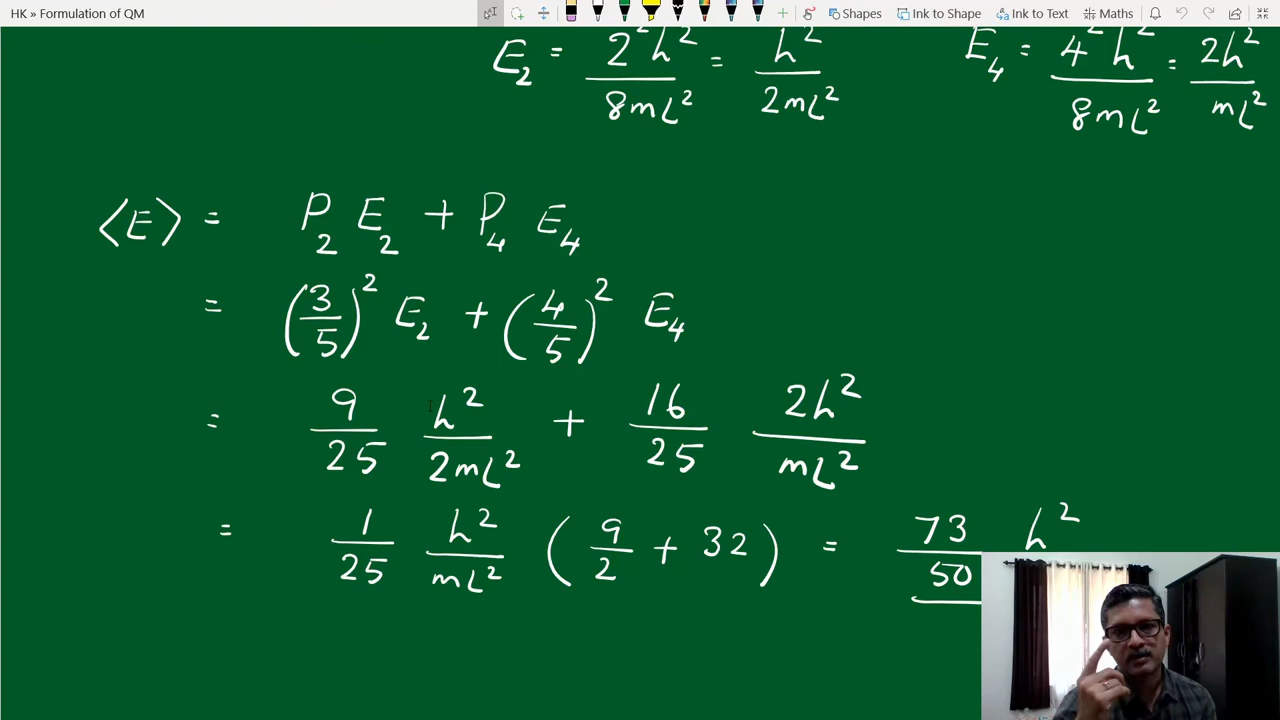 HK » Formulation of QM Shapes Ink to Shape Ink to Text Maths
E₂ = 2²h²/8mL² = h²/2mL² E₄ = 4²h²/8mL² = 2h²/mL²
⟨E⟩ = P₂ E₂ + P₄ E₄
= (3/5)² E₂ + (4/5)² E₄
= 9/25 h²/2mL² + 16/25 2h²/mL²
= 1/25 h²/mL² (9/2 + 32) = 73/50 h²